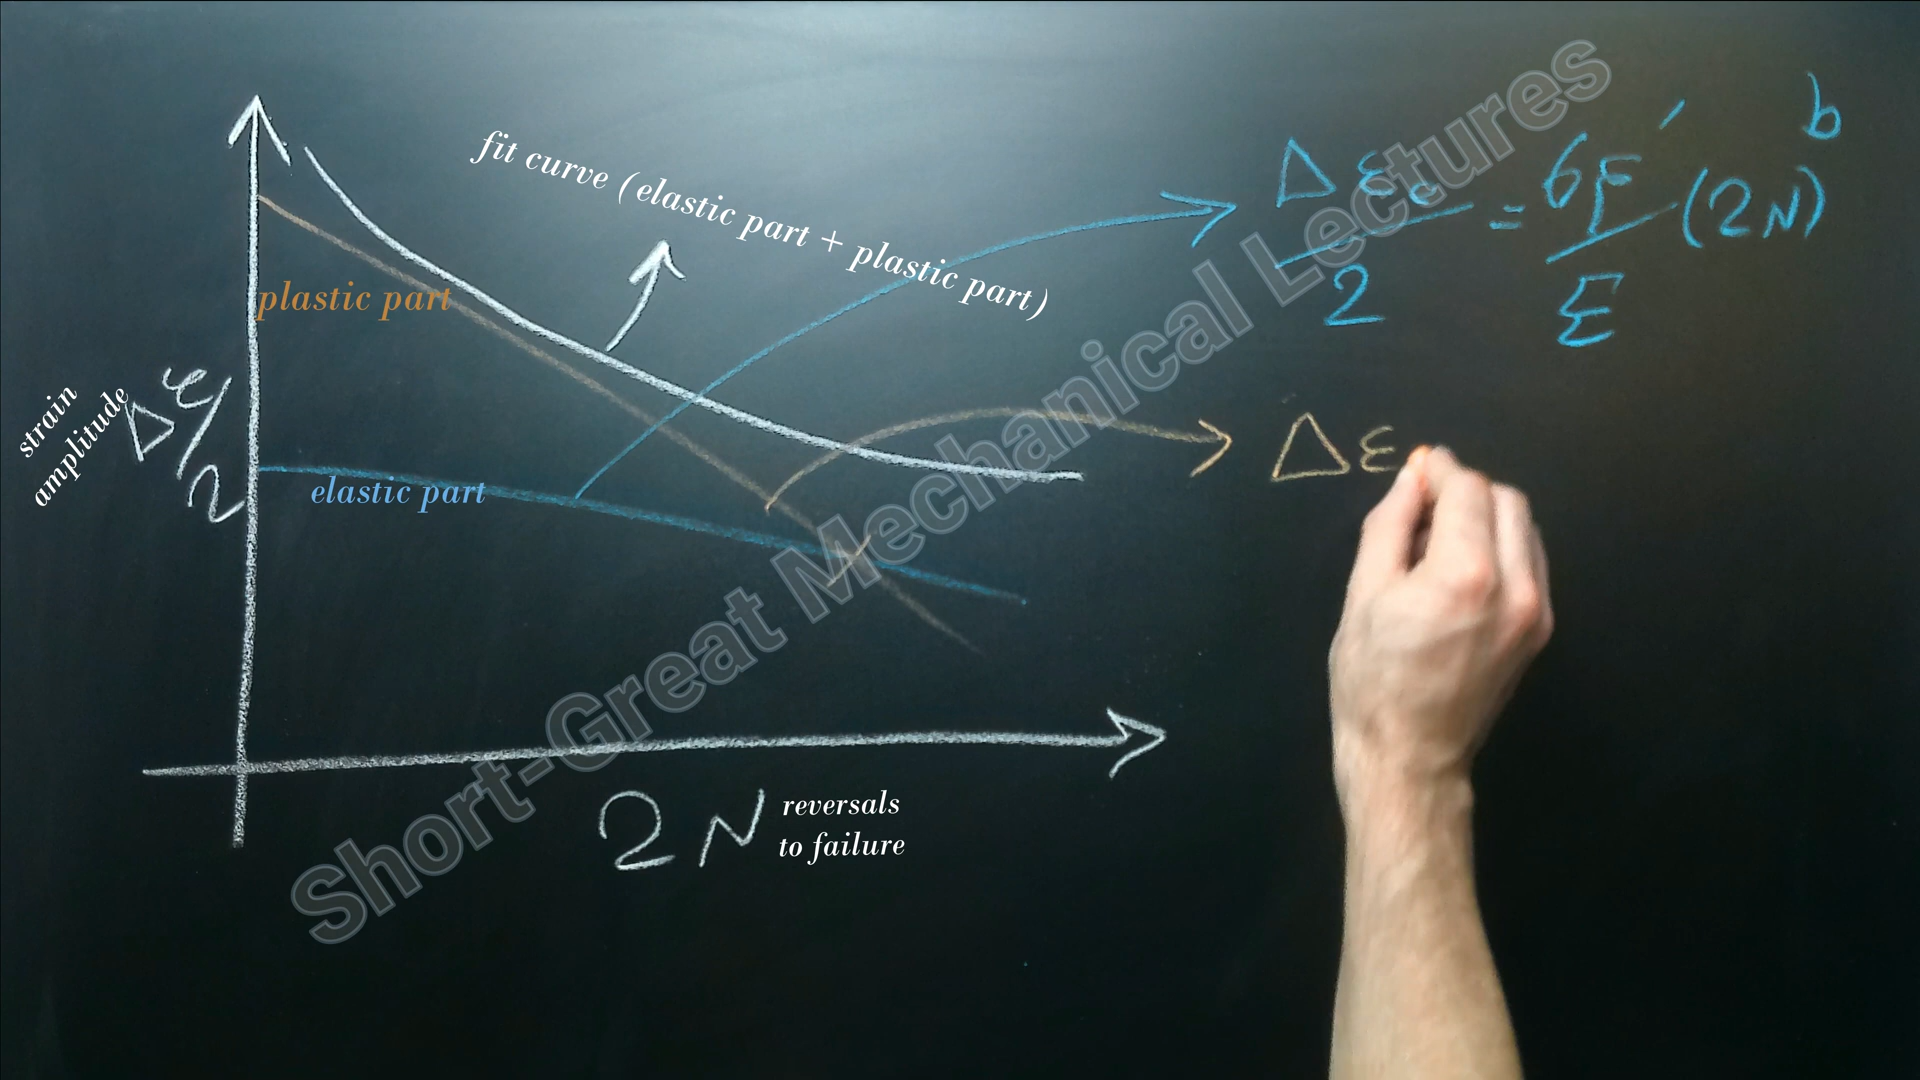 fit curve (elastic part + plastic part)
plastic part
elastic part
strain
amplitude
Δε/2
2N
reversals
to failure
Δεe/2 = σF'/E (2N)^b
Δε
Short-Great Mechanical Lectures